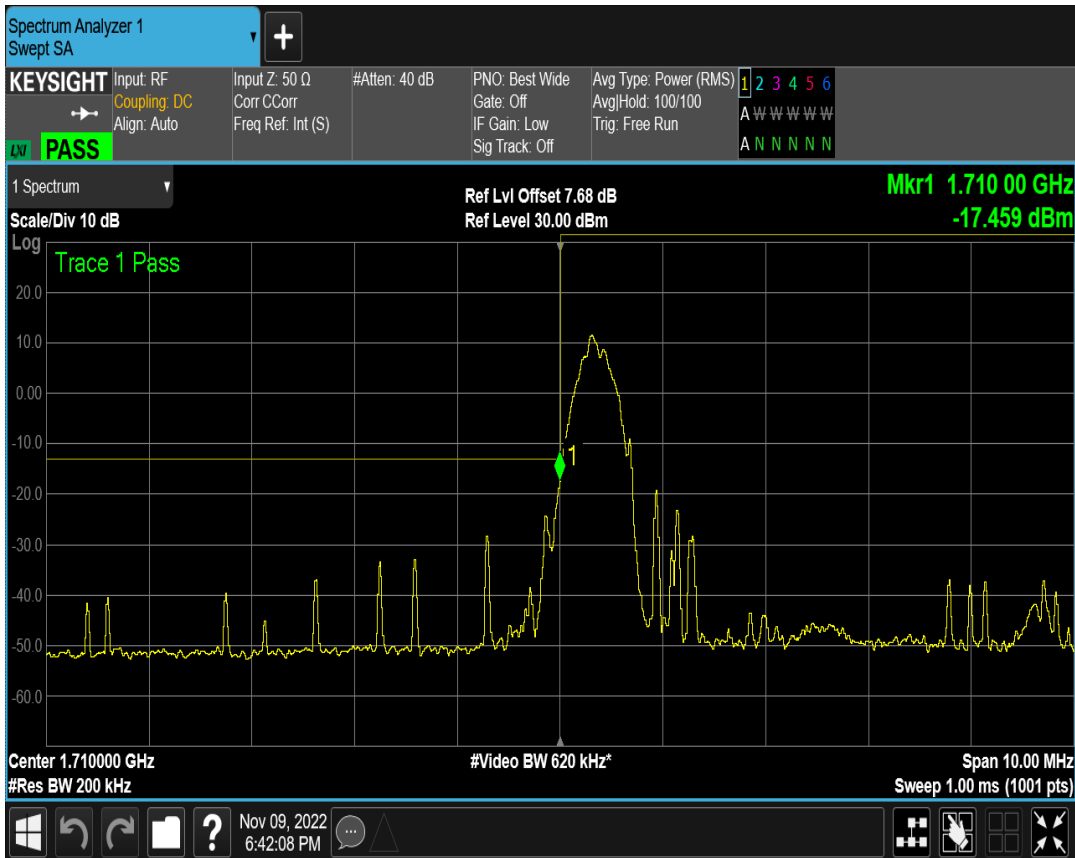 Spectrum Analyzer 1
Swept SA
+
KEYSIGHT
LXI PASS
Input: RF
Coupling: DC
Align: Auto
Input Z: 50 Ω
Corr CCorr
Freq Ref: Int (S)
#Atten: 40 dB
PNO: Best Wide
Gate: Off
IF Gain: Low
Sig Track: Off
Avg Type: Power (RMS)
Avg|Hold: 100/100
Trig: Free Run
1 2 3 4 5 6
A W W W W W
A N N N N N
1 Spectrum
Scale/Div 10 dB
Ref Lvl Offset 7.68 dB
Ref Level 30.00 dBm
Mkr1 1.710 00 GHz
-17.459 dBm
Log
Trace 1 Pass
20.0
10.0
0.00
-10.0
1
-20.0
-30.0
-40.0
-50.0
-60.0
Center 1.710000 GHz
#Res BW 200 kHz
#Video BW 620 kHz*
Span 10.00 MHz
Sweep 1.00 ms (1001 pts)
?
Nov 09, 2022
6:42:08 PM